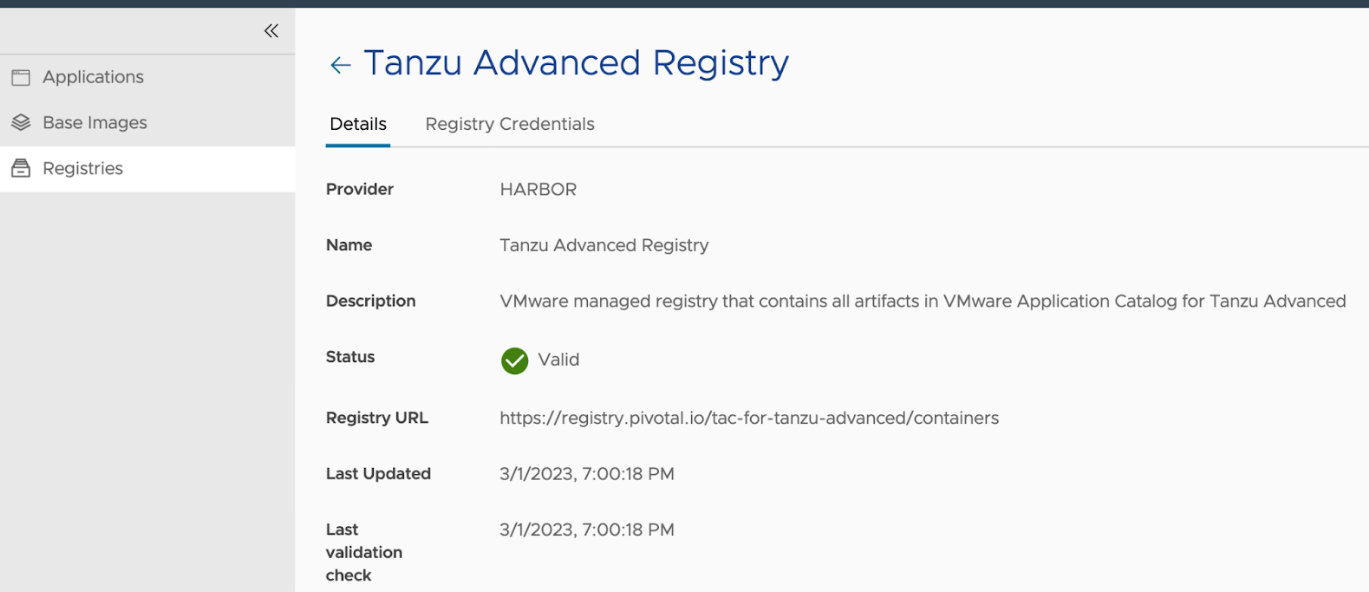 Applications
Base Images
Registries
Tanzu Advanced Registry
Details Registry Credentials
Provider HARBOR
Name Tanzu Advanced Registry
Description VMware managed registry that contains all artifacts in VMware Application Catalog for Tanzu Advanced
Status Valid
Registry URL https://registry.pivotal.io/tac-for-tanzu-advanced/containers
Last Updated 3/1/2023, 7:00:18 PM
Last 3/1/2023, 7:00:18 PM
validation
check